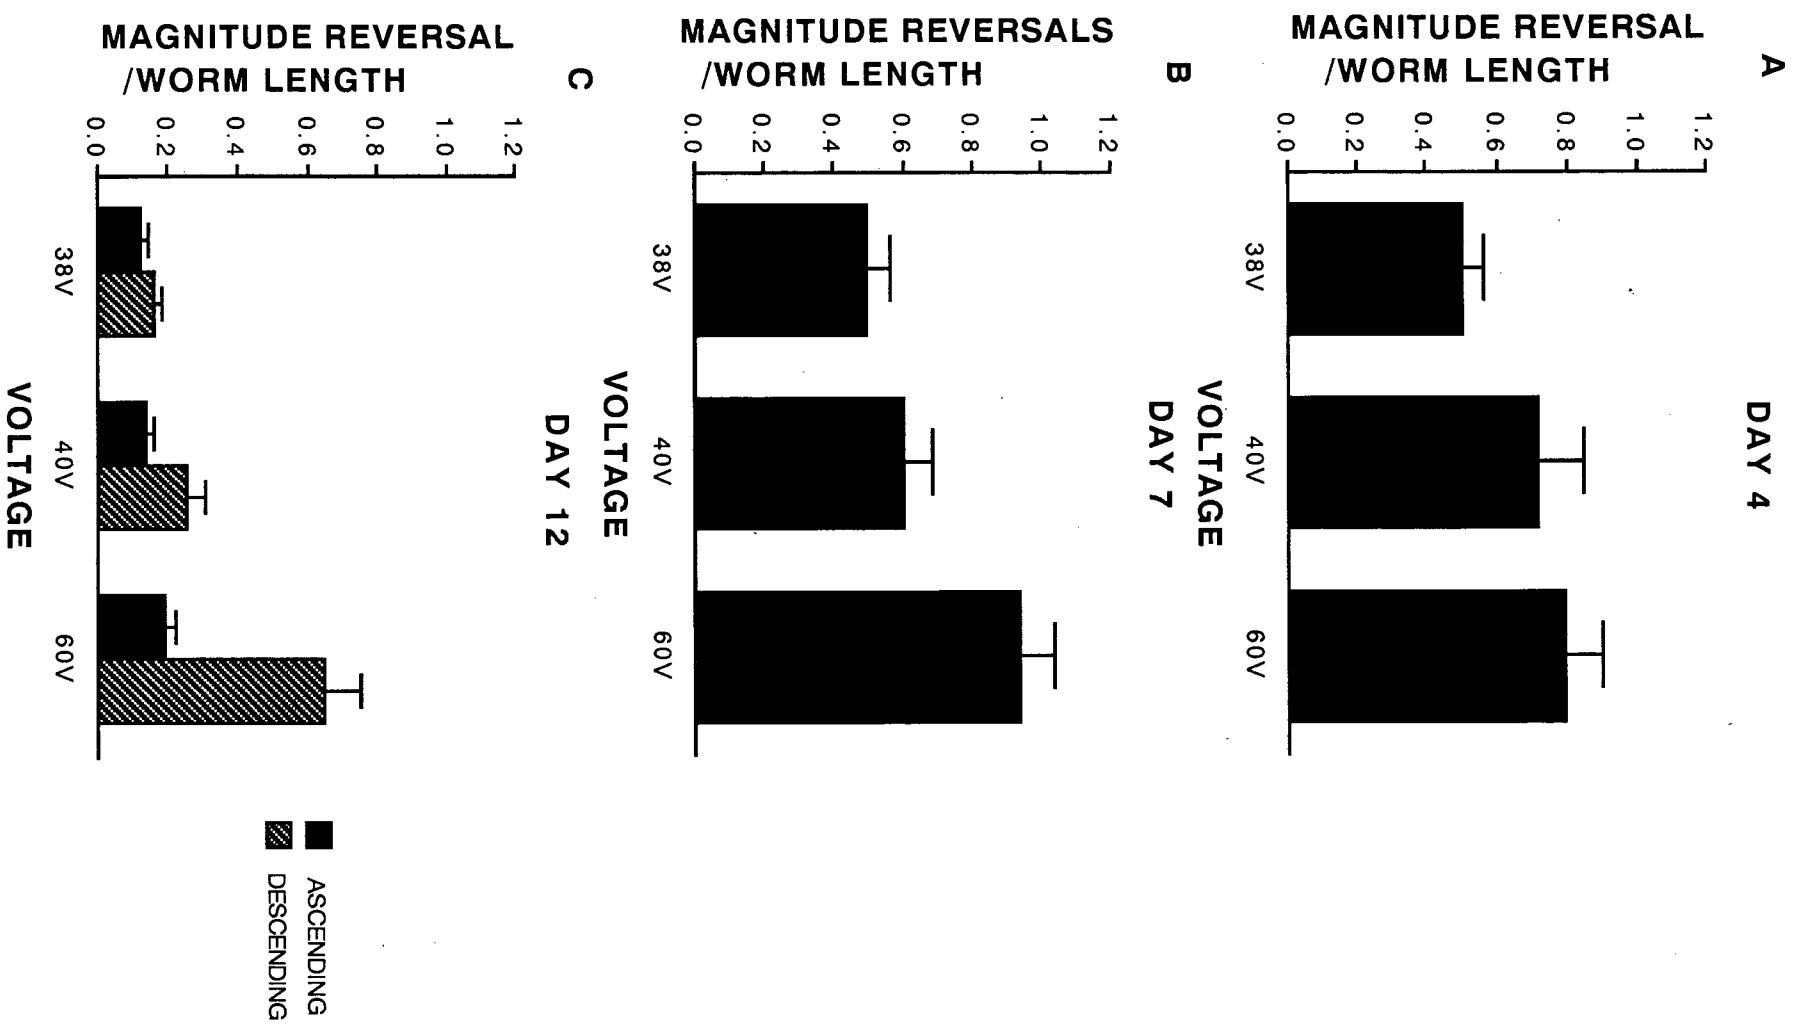 A
DAY 4
MAGNITUDE REVERSAL
/WORM LENGTH
1.2
1.0
0.8
0.6
0.4
0.2
0.0
38V
40V
60V
VOLTAGE
B
DAY 7
MAGNITUDE REVERSALS
/WORM LENGTH
1.2
1.0
0.8
0.6
0.4
0.2
0.0
38V
40V
60V
VOLTAGE
C
DAY 12
MAGNITUDE REVERSAL
/WORM LENGTH
1.2
1.0
0.8
0.6
0.4
0.2
0.0
38V
40V
60V
VOLTAGE
ASCENDING
DESCENDING